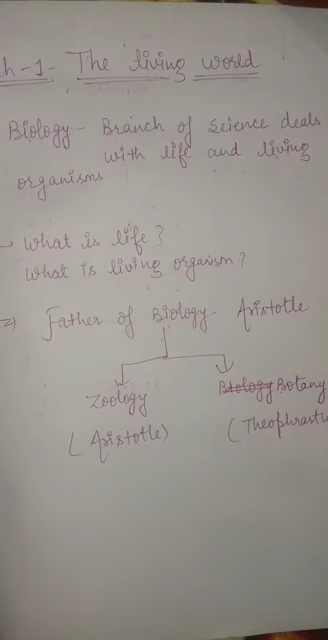 Ch-1- The living world
Biology - Branch of science deals
with life and living
organisms
→ What is life?
What is living organism?
=> Father of Biology- Aristotle
Zoology Biology Botany
(Aristotle) (Theophrastu